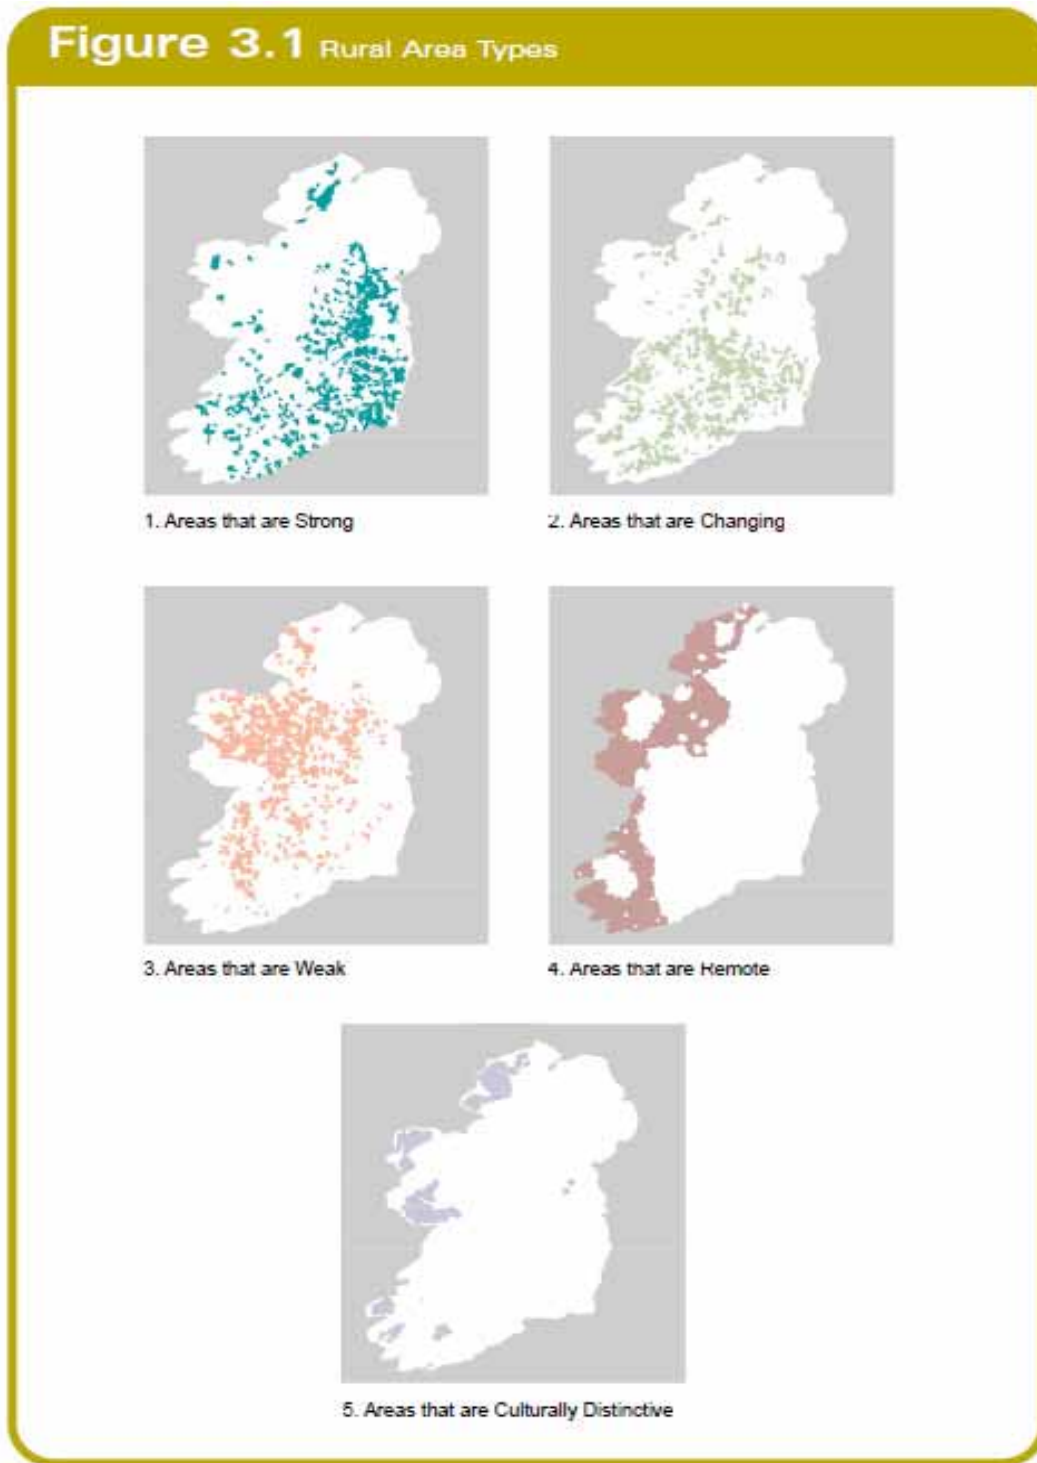 Figure 3.1 Rural Area Types
1. Areas that are Strong
2. Areas that are Changing
3. Areas that are Weak
4. Areas that are Remote
5. Areas that are Culturally Distinctive